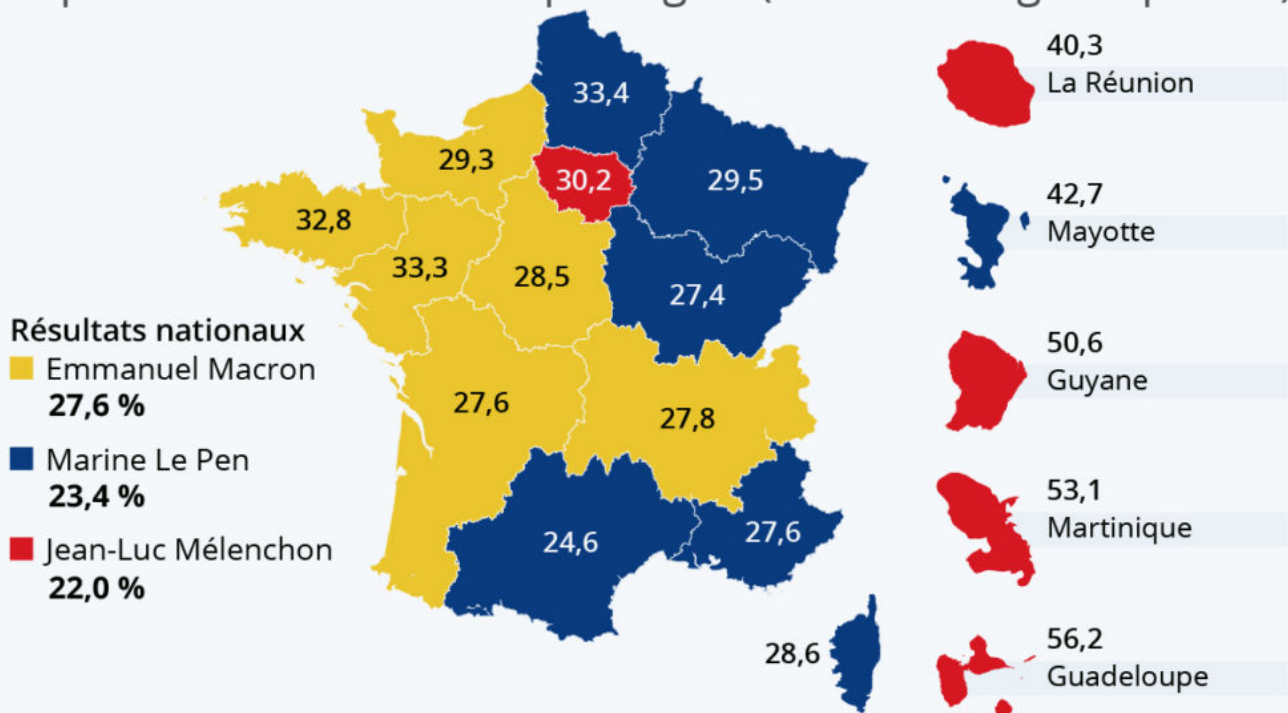 33,4
29,3
30,2
29,5
32,8
33,3
28,5
27,4
27,6
27,8
24,6
27,6
28,6
Résultats nationaux
Emmanuel Macron
27,6 %
Marine Le Pen
23,4 %
Jean-Luc Mélenchon
22,0 %
40,3
La Réunion
42,7
Mayotte
50,6
Guyane
53,1
Martinique
56,2
Guadeloupe